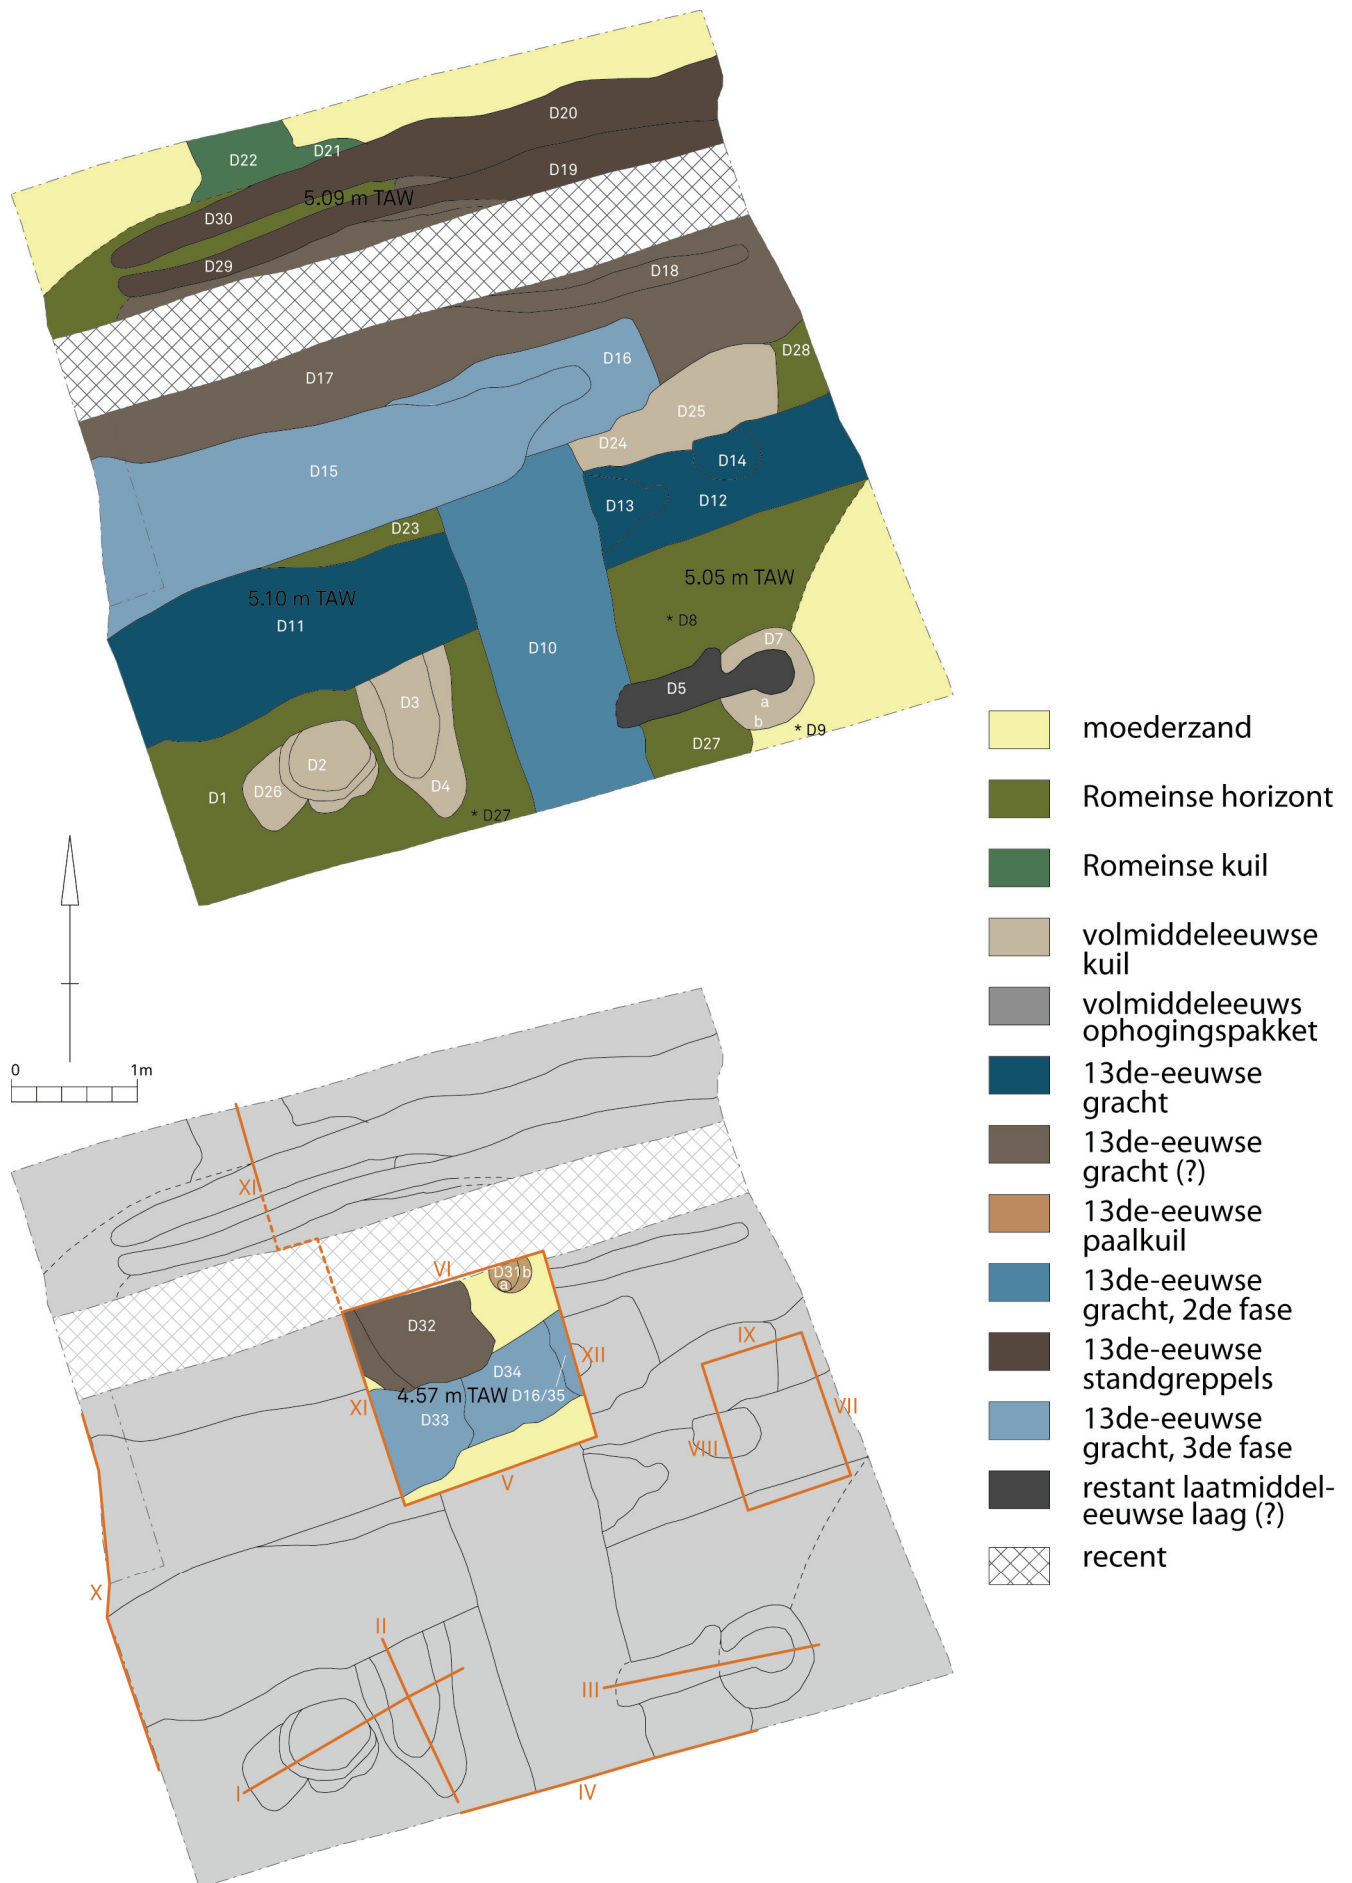 D20
D21
D22
D19
5.09 m TAW
D30
D29
D18
D28
D16
D17
D25
D24
D14
D15
D12
D13
D23
5.05 m TAW
5.10 m TAW
* D8
D11
D7
D10
D5
D3
a
b
* D9
D27
D2
D4
D26
D1
* D27
0 1m
moederzand
Romeinse horizont
Romeinse kuil
volmiddeleeuwse
kuil
volmiddeleeuws
ophogingspakket
13de-eeuwse
gracht
13de-eeuwse
gracht (?)
13de-eeuwse
paalkuil
13de-eeuwse
gracht, 2de fase
13de-eeuwse
standgreppels
13de-eeuwse
gracht, 3de fase
restant laatmiddel-
eeuwse laag (?)
recent
XI
VI
D31b
a
D32
IX
XII
D34
D16/35
4.57 m TAW
XI
D33
VII
VIII
V
X
II
III
I
IV